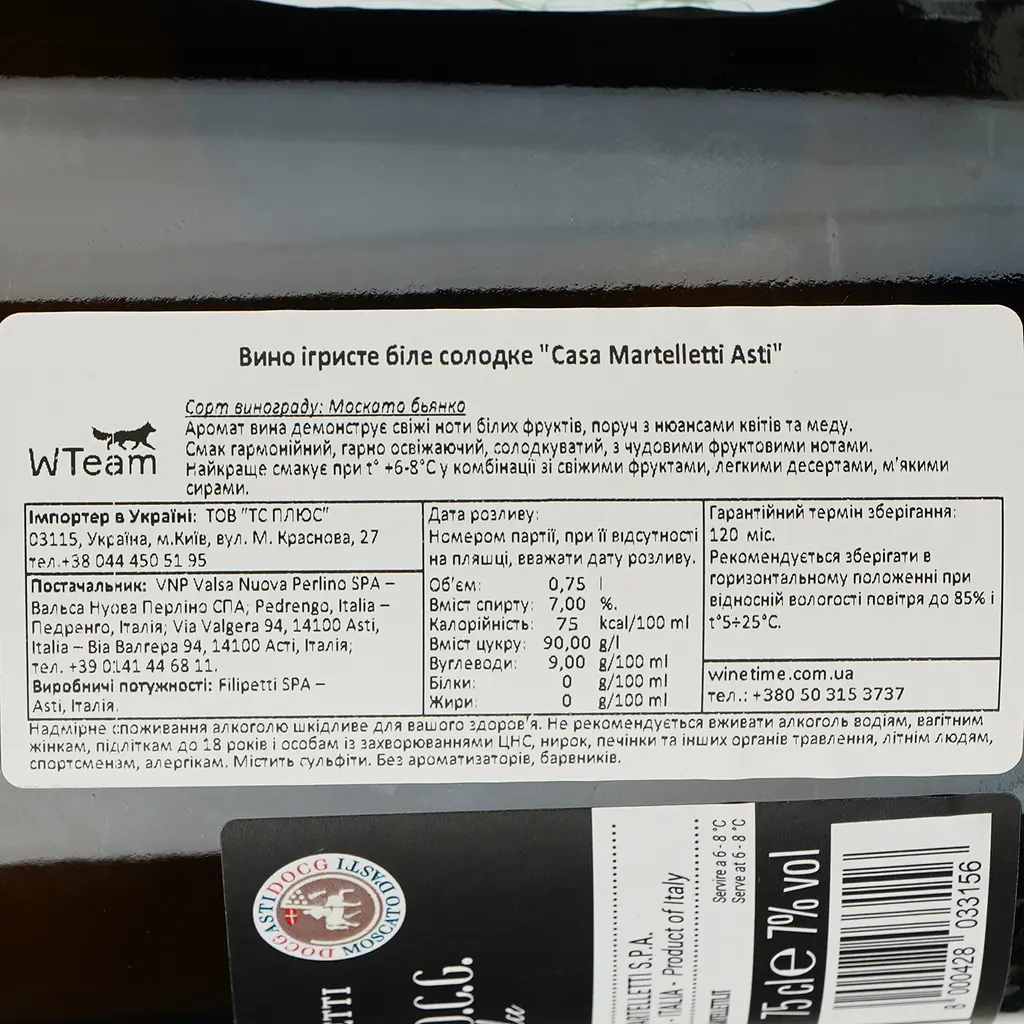 Вино ігристе біле солодке "Casa Martelletti Asti"
WTeam
Сорт винограду: Москато бьянко
Аромат вина демонструє свіжі ноти білих фруктів, поруч з нюансами квітів та меду.
Смак гармонійний, гарно освіжаючий, солодкуватий, з чудовими фруктовими нотами.
Найкраще смакує при t° +6-8°C у комбінації зі свіжими фруктами, легкими десертами, м'якими
сирами.
Імпортер в Україні: ТОВ "ТС ПЛЮС"
03115, Україна, м.Київ, вул. М. Краснова, 27
тел.+38 044 450 51 95
Постачальник: VNP Valsa Nuova Perlino SPA –
Вальса Нуова Перліно СПА; Pedrengo, Italia –
Педренго, Італія; Via Valgera 94, 14100 Asti,
Italia – Віа Валгера 94, 14100 Асті, Італія;
тел. +39 0141 44 68 11.
Виробничі потужності: Filipetti SPA –
Asti, Італія.
Дата розливу:
Номером партії, при її відсутності
на пляшці, вважати дату розливу.
Об'єм: 0,75 l
Вміст спирту: 7,00 %.
Калорійність: 75 kcal/100 ml
Вміст цукру: 90,00 g/l
Вуглеводи: 9,00 g/100 ml
Білки: 0 g/100 ml
Жири: 0 g/100 ml
Гарантійний термін зберігання:
120 міс.
Рекомендується зберігати в
горизонтальному положенні при
відносній вологості повітря до 85% і
t°5÷25°C.
winetime.com.ua
тел.: +380 50 315 3737
Надмірне споживання алкоголю шкідливе для вашого здоров'я. Не рекомендується вживати алкоголь водіям, вагітним
жінкам, підліткам до 18 років і особам із захворюваннями ЦНС, нирок, печінки та інших органів травлення, літнім людям,
спортсменам, алергікам. Містить сульфіти. Без ароматизаторів, барвників.
ASTI DOCG
MOSCATO D'ASTI DOCG
ETTI
D.O.C.G.
ARTELLETTI S.P.A.
- ITALIA - Product of Italy
Servire a 6 - 8 °C
Serve at 6 - 8 °C
75 cl e 7% vol
8 000428 033156